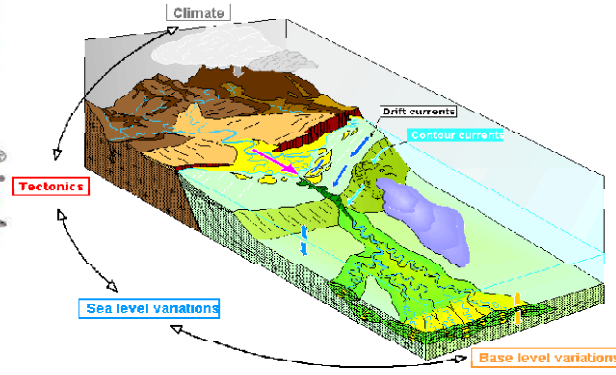 Climate
Drift currents
Contour currents
Tectonics
Sea level variations
Base level variations